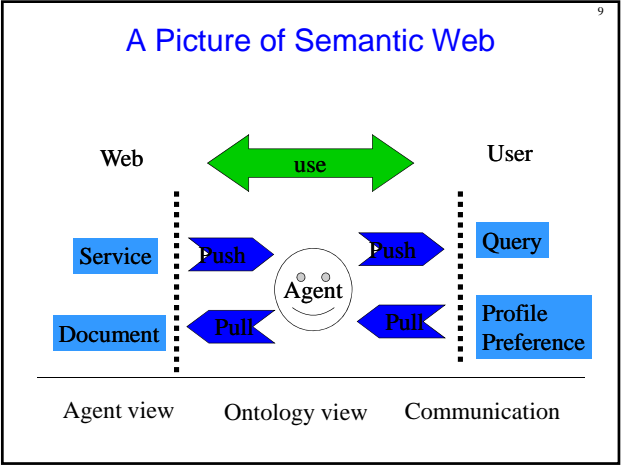 9
A Picture of Semantic Web
Web
use
User
Service
Push
Push
Query
Agent
Document
Pull
Pull
Profile
Preference
Agent view
Ontology view
Communication